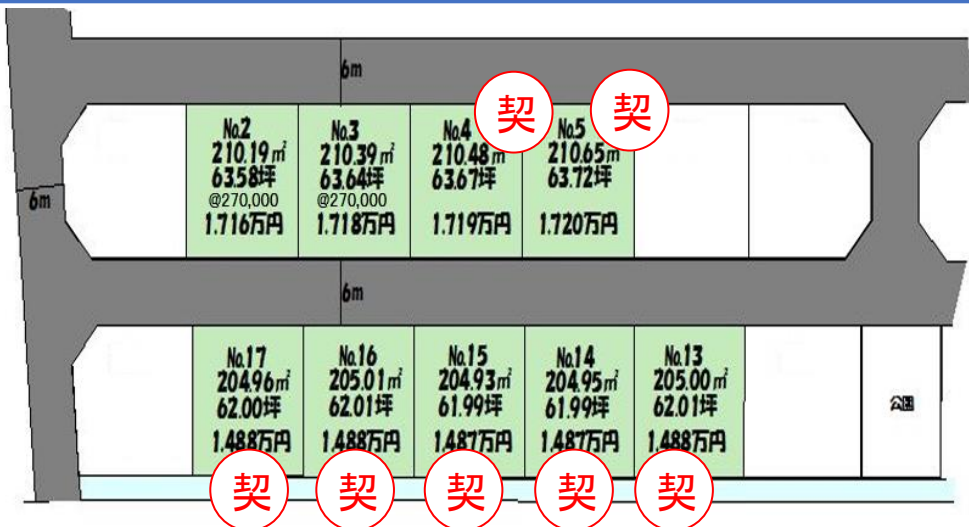 6m
契
契
No.2
210.19㎡
63.58坪
@270,000
1.716万円
No.3
210.39㎡
63.64坪
@270,000
1.718万円
No.4
210.48㎡
63.67坪
1.719万円
No.5
210.65㎡
63.72坪
1.720万円
6m
6m
No.17
204.96㎡
62.00坪
1.488万円
No.16
205.01㎡
62.01坪
1.488万円
No.15
204.93㎡
61.99坪
1.487万円
No.14
204.95㎡
61.99坪
1.487万円
No.13
205.00㎡
62.01坪
1.488万円
公園
契
契
契
契
契